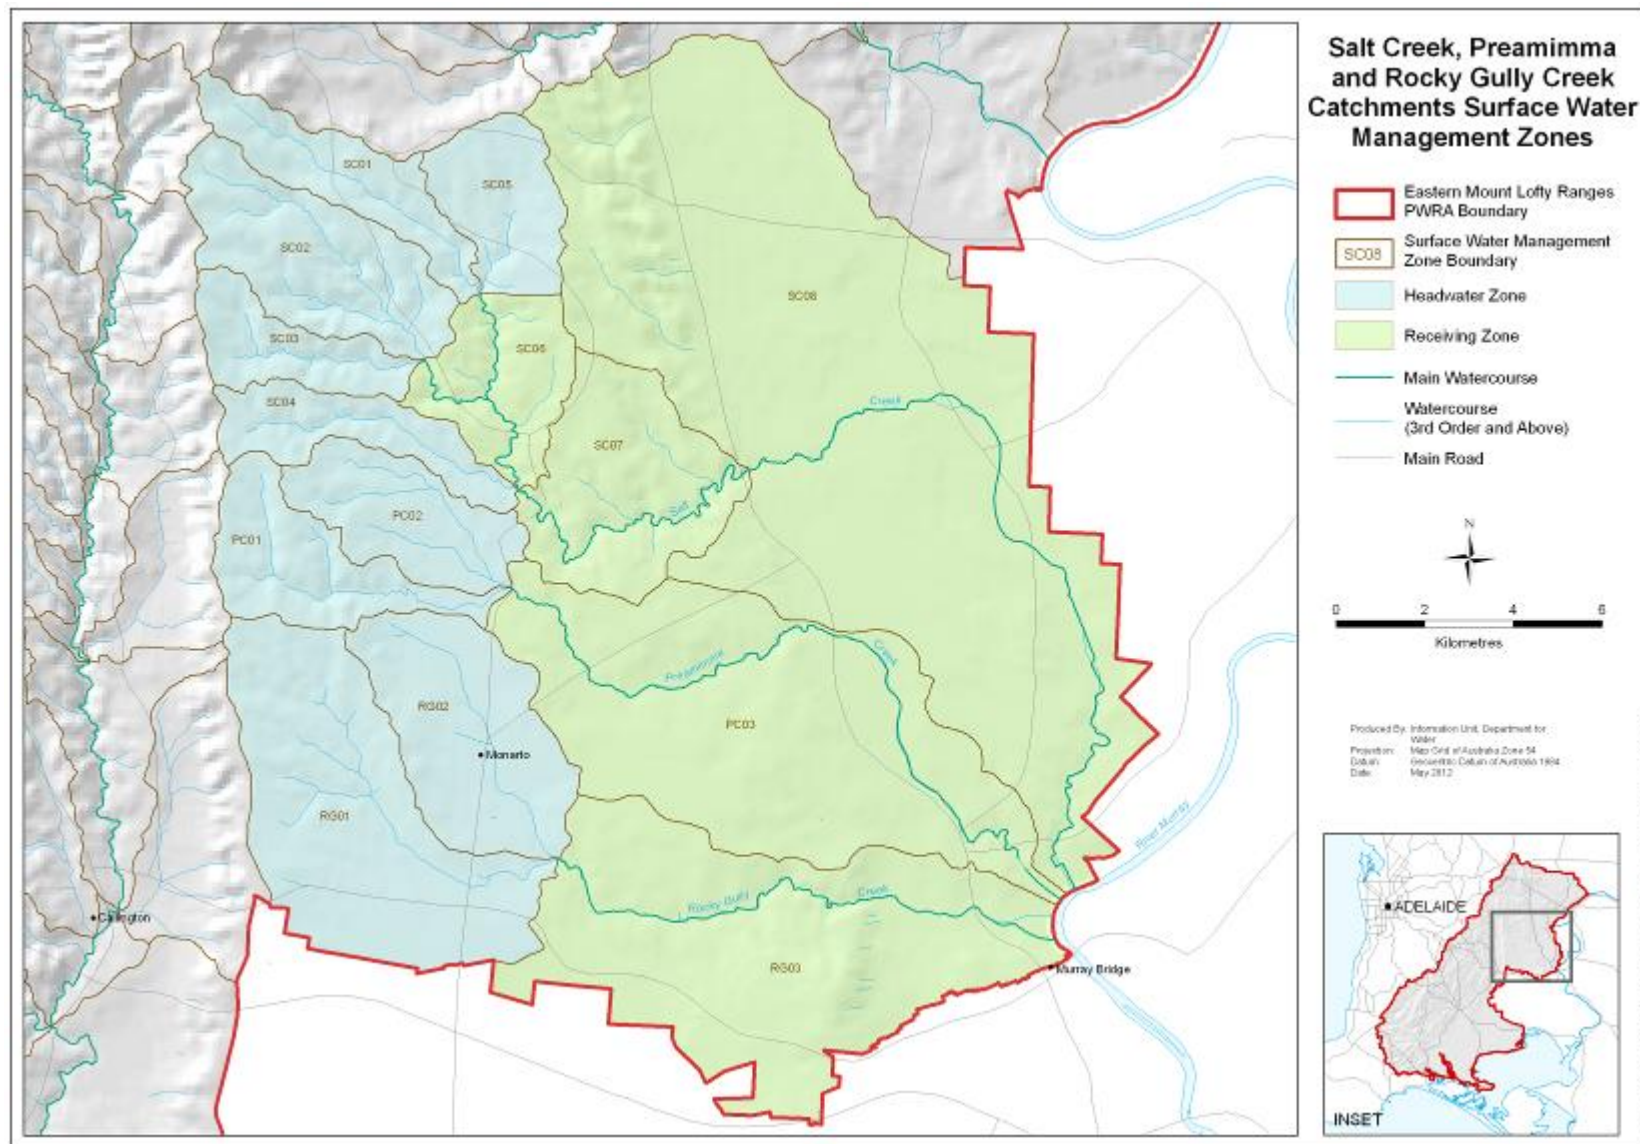 Salt Creek, Preamimma
and Rocky Gully Creek
Catchments Surface Water
Management Zones
Eastern Mount Lofty Ranges
PWRA Boundary
SC08
Surface Water Management
Zone Boundary
Headwater Zone
Receiving Zone
Main Watercourse
Watercourse
(3rd Order and Above)
Main Road
N
0 2 4 6
Kilometres
Produced By: Information Unit, Department for
Water
Projection: Map Grid of Australia Zone 54
Datum: Geocentric Datum of Australia 1994
Date: May 2012
ADELAIDE
INSET
SC01
SC05
SC02
SC08
SC03
SC06
SC04
Creek
SC07
Salt
PC02
PC01
Preamimma
Creek
RG02
PC03
Monarto
RG01
River Murray
Rocky Gully
Creek
Callington
RG03
Murray Bridge